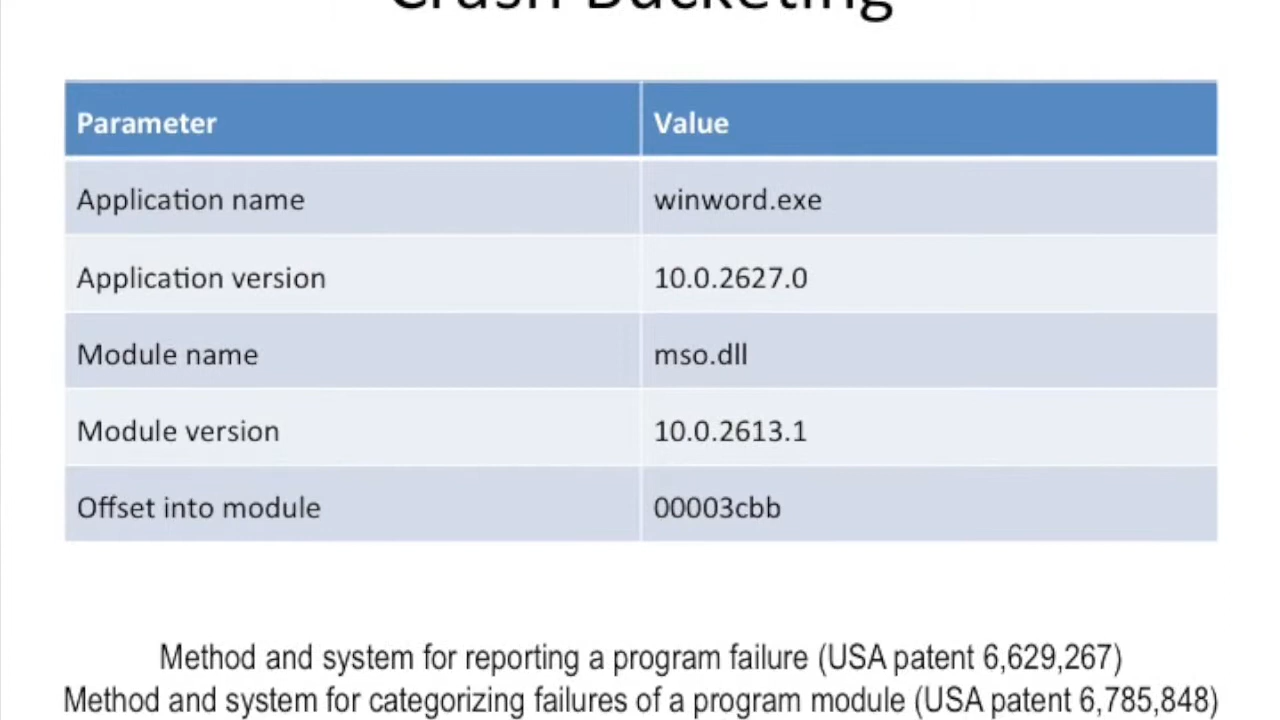 Crash Bucketing
Parameter Value
Application name winword.exe
Application version 10.0.2627.0
Module name mso.dll
Module version 10.0.2613.1
Offset into module 00003cbb
Method and system for reporting a program failure (USA patent 6,629,267)
Method and system for categorizing failures of a program module (USA patent 6,785,848)